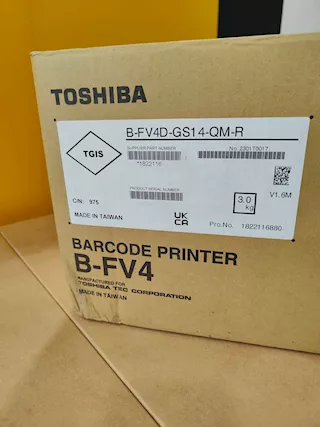 TOSHIBA
B-FV4D-GS14-QM-R
TGIS
SUPPLIER PART NUMBER
*1822116
No.2301T0017
PRODUCT SERIAL NUMBER
C/N: 975
MADE IN TAIWAN
UK
CA
3.0
kg
V1.6M
Pro.No. 1822116880
BARCODE PRINTER
B-FV4
MANUFACTURED FOR
TOSHIBA TEC CORPORATION
MADE IN TAIWAN